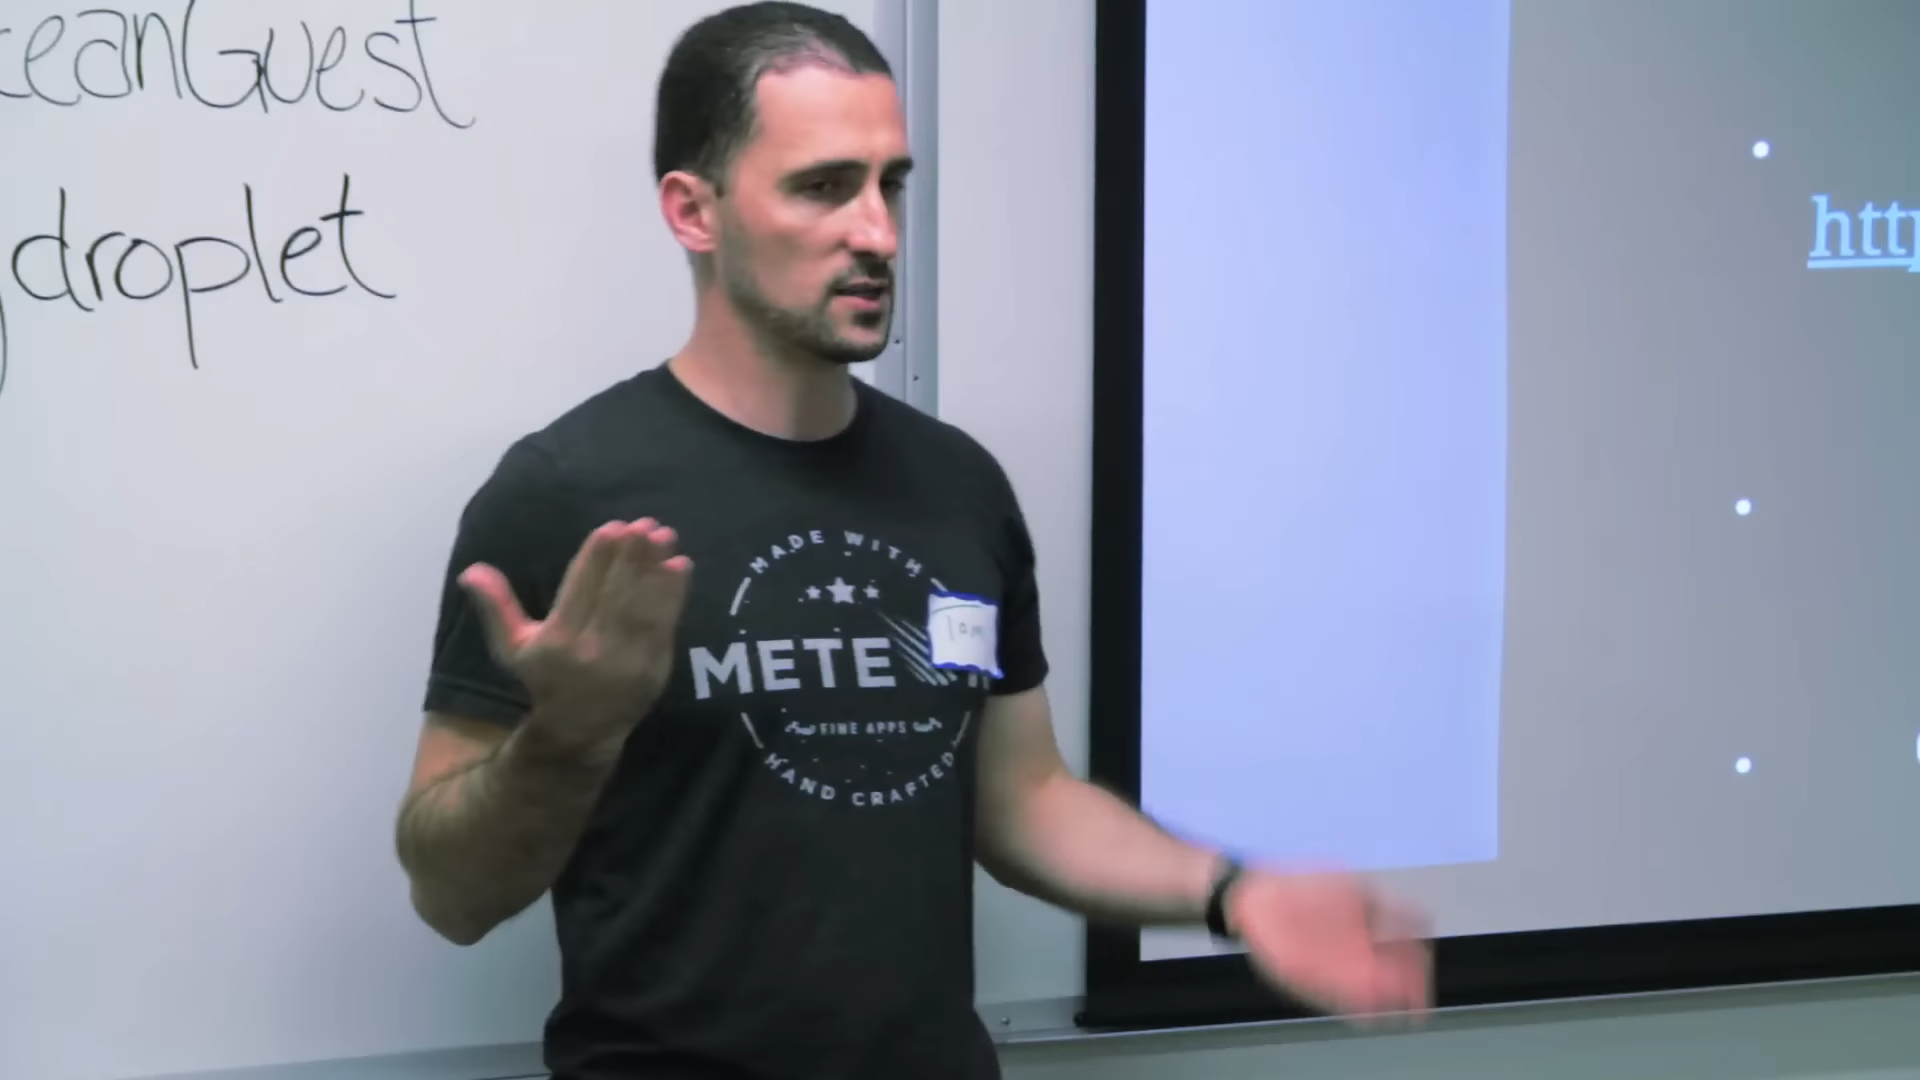 ceanGuest
droplet
http
MADE WITH
METE
FINE APPS
HAND CRAFTED